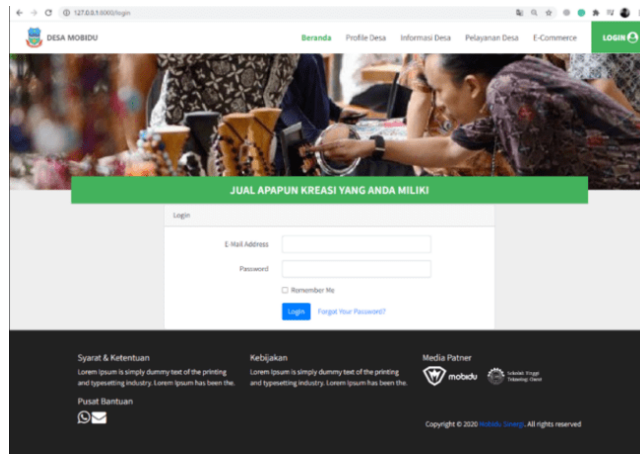 127.0.0.1:8000/login
DESA MOBIDU
Beranda Profile Desa Informasi Desa Pelayanan Desa E-Commerce LOGIN
JUAL APAPUN KREASI YANG ANDA MILIKI
Login
E-Mail Address
Password
Remember Me
Login Forgot Your Password?
Syarat & Ketentuan
Lorem Ipsum is simply dummy text of the printing
and typesetting industry. Lorem Ipsum has been the.
Pusat Bantuan
Kebijakan
Lorem Ipsum is simply dummy text of the printing
and typesetting industry. Lorem Ipsum has been the.
Media Patner
mobidu
Sekolah Tinggi
Teknologi Garut
Copyright © 2020 Mobidu Sinergi. All rights reserved